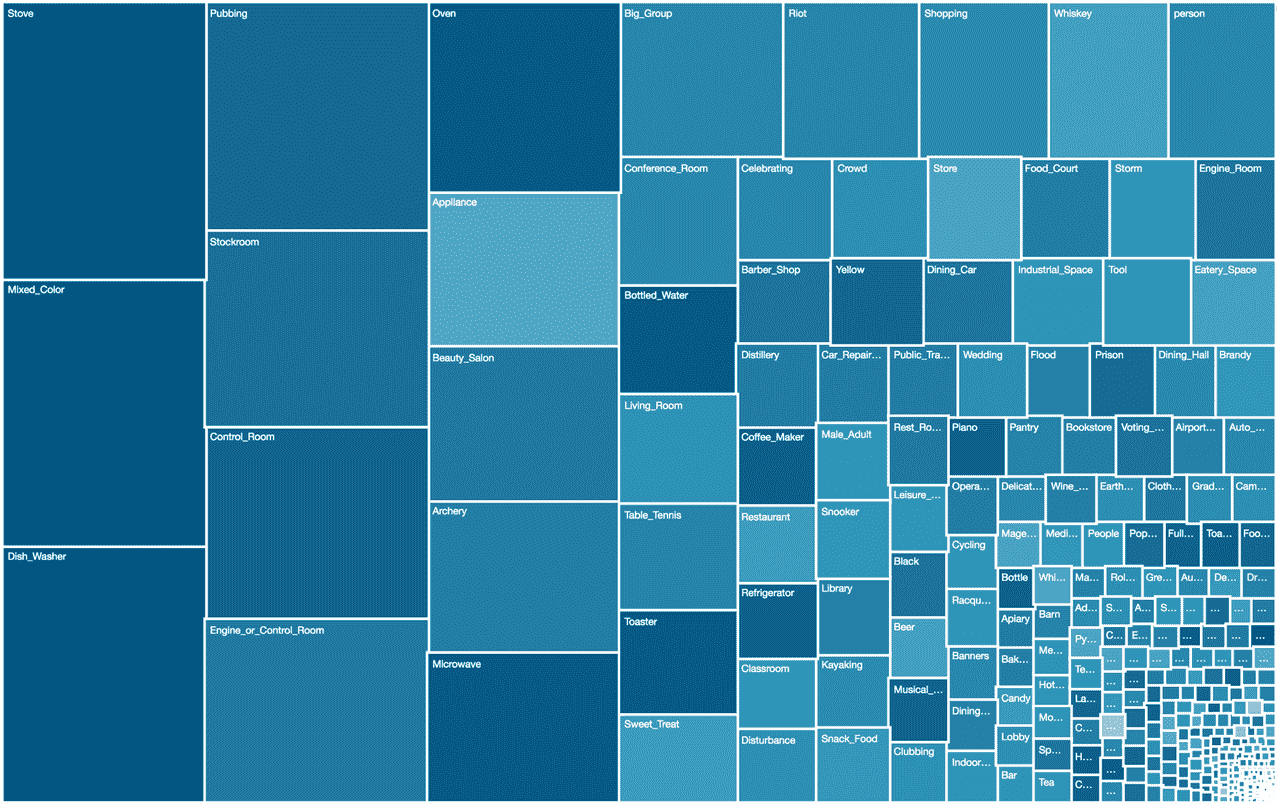 Stove
Pubbing
Oven
Big_Group
Riot
Shopping
Whiskey
person
Conference_Room
Celebrating
Crowd
Store
Food_Court
Storm
Engine_Room
Appliance
Stockroom
Barber_Shop
Yellow
Dining_Car
Industrial_Space
Tool
Eatery_Space
Mixed_Color
Bottled_Water
Beauty_Salon
Distillery
Car_Repair...
Public_Tra...
Wedding
Flood
Prison
Dining_Hall
Brandy
Living_Room
Control_Room
Coffee_Maker
Male_Adult
Rest_Ro...
Piano
Pantry
Bookstore
Voting_...
Airport...
Auto_...
Archery
Table_Tennis
Restaurant
Snooker
Leisure_...
Opera...
Delicat...
Wine_...
Earth...
Cloth...
Grad...
Cam...
Dish_Washer
Cycling
Mage...
Medi...
People
Pop...
Full...
Toa...
Foo...
Refrigerator
Library
Black
Racqu...
Bottle
Whi...
Ma...
Rol...
Gre...
Au...
De...
Dr...
Engine_or_Control_Room
Toaster
Beer
Apiary
Barn
Ad...
S...
A...
S...
...
...
...
...
Microwave
Classroom
Kayaking
Banners
Bak...
Me...
Py...
C...
E...
...
...
...
...
...
Musical_...
Candy
Hot...
Te...
...
...
...
...
...
...
...
...
Sweet_Treat
Disturbance
Snack_Food
Clubbing
Dining...
Lobby
Mo...
La...
...
...
Indoor...
Bar
Sp...
C...
...
...
Tea
H...
...
C...
...
...